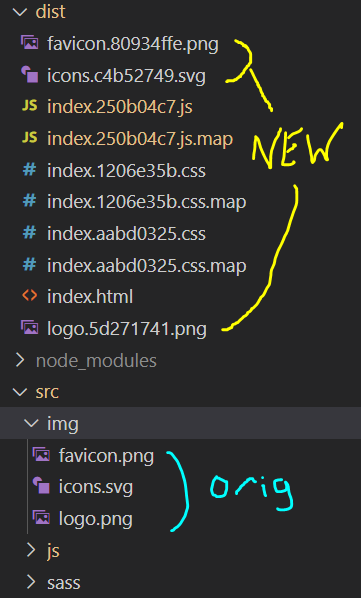 dist
favicon.80934ffe.png
icons.c4b52749.svg
JS index.250b04c7.js
JS index.250b04c7.js.map
NEW
# index.1206e35b.css
# index.1206e35b.css.map
# index.aabd0325.css
# index.aabd0325.css.map
<> index.html
logo.5d271741.png
node_modules
src
img
favicon.png
icons.svg
orig
logo.png
js
sass